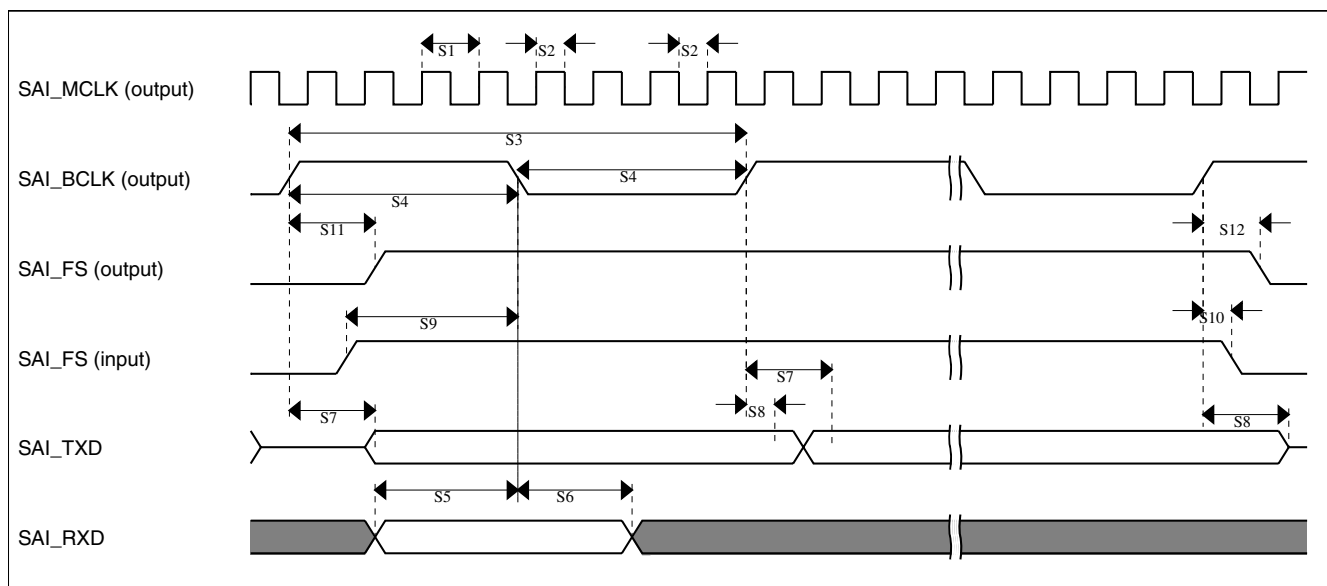 S1
S2
S2
SAI_MCLK (output)
S3
SAI_BCLK (output)
S4
S4
S11
S12
SAI_FS (output)
S9
S10
SAI_FS (input)
S7
S7
S8
S8
SAI_TXD
S5
S6
SAI_RXD